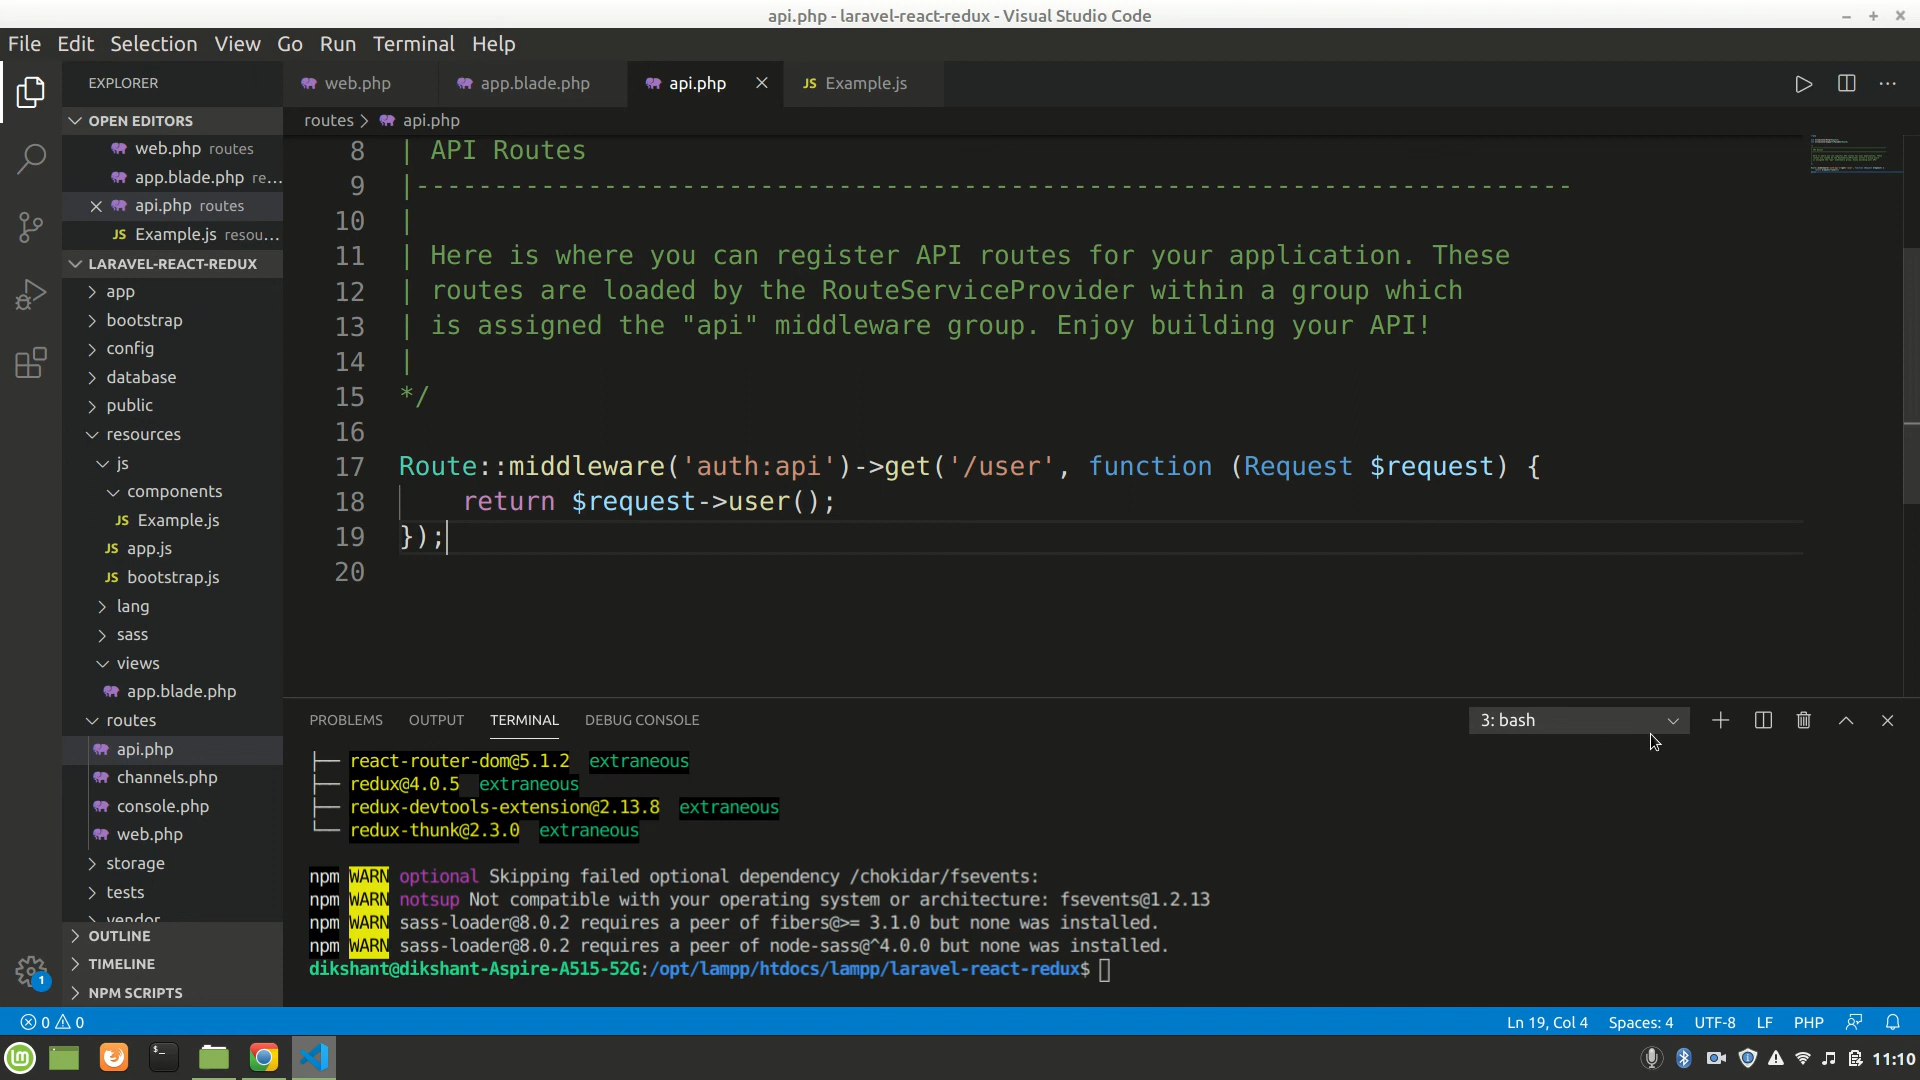 api.php - laravel-react-redux - Visual Studio Code
File Edit Selection View Go Run Terminal Help
EXPLORER
OPEN EDITORS
web.php routes
app.blade.php re...
api.php routes
JS Example.js resou...
LARAVEL-REACT-REDUX
app
bootstrap
config
database
public
resources
js
components
JS Example.js
JS app.js
JS bootstrap.js
lang
sass
views
app.blade.php
routes
api.php
channels.php
console.php
web.php
storage
tests
vendor
OUTLINE
TIMELINE
NPM SCRIPTS
web.php app.blade.php api.php JS Example.js
routes > api.php
8 | API Routes
9 |--------------------------------------------------------------------------
10 |
11 | Here is where you can register API routes for your application. These
12 | routes are loaded by the RouteServiceProvider within a group which
13 | is assigned the "api" middleware group. Enjoy building your API!
14 |
15 */
16
17 Route::middleware('auth:api')->get('/user', function (Request $request) {
18     return $request->user();
19 });
20
PROBLEMS OUTPUT TERMINAL DEBUG CONSOLE 3: bash
├── react-router-dom@5.1.2 extraneous
├── redux@4.0.5 extraneous
├── redux-devtools-extension@2.13.8 extraneous
└── redux-thunk@2.3.0 extraneous
npm WARN optional Skipping failed optional dependency /chokidar/fsevents:
npm WARN notsup Not compatible with your operating system or architecture: fsevents@1.2.13
npm WARN sass-loader@8.0.2 requires a peer of fibers@>= 3.1.0 but none was installed.
npm WARN sass-loader@8.0.2 requires a peer of node-sass@^4.0.0 but none was installed.
dikshant@dikshant-Aspire-A515-52G:/opt/lampp/htdocs/lampp/laravel-react-redux$
1
0 0 Ln 19, Col 4 Spaces: 4 UTF-8 LF PHP
11:10